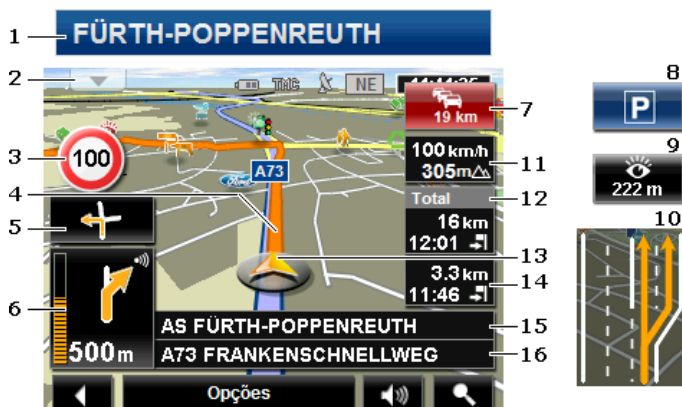 1 FÜRTH-POPPENREUTH
2 TMC NE
8
P
7 19 km
3 100
9
222 m
100 km/h
305m 11
4 A73
Ford
Total 12
10
5
16 km
12:01
13
6
3.3 km
11:46 14
500m
AS FÜRTH-POPPENREUTH 15
A73 FRANKENSCHNELLWEG 16
Opções